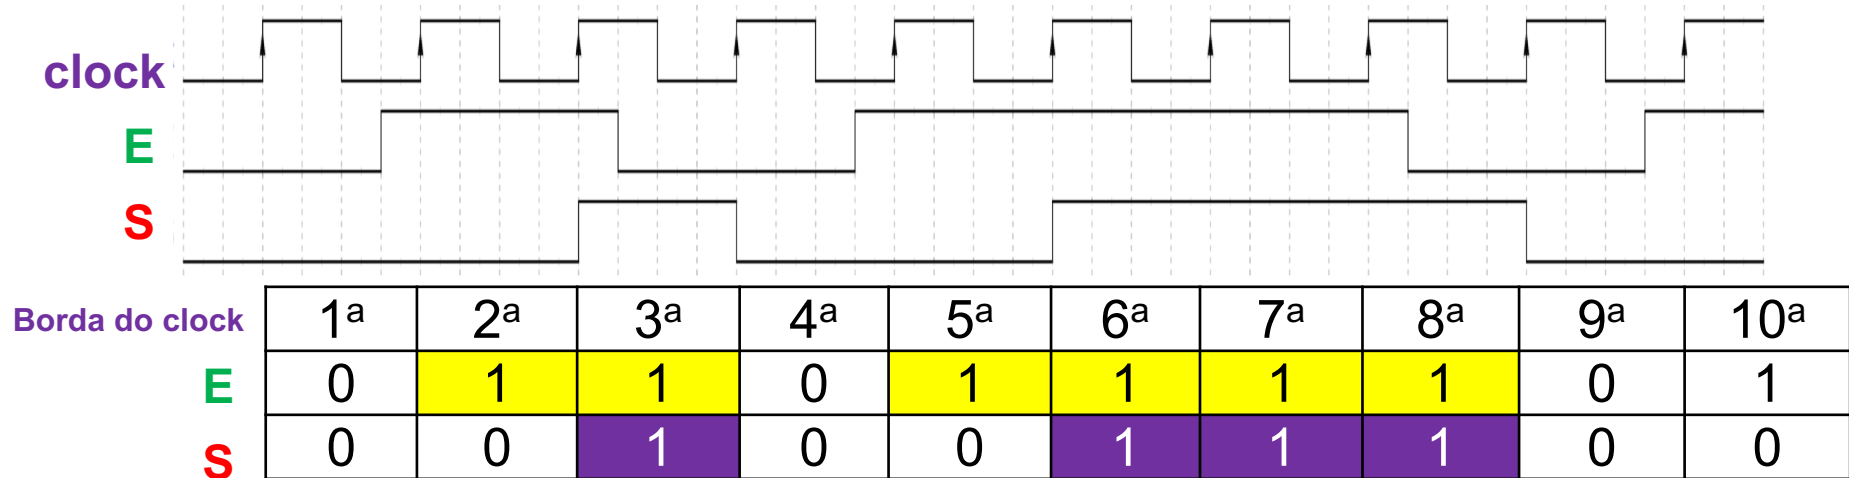 clock
E
S
Borda do clock 1ª 2ª 3ª 4ª 5ª 6ª 7ª 8ª 9ª 10ª
E 0 1 1 0 1 1 1 1 0 1
S 0 0 1 0 0 1 1 1 0 0